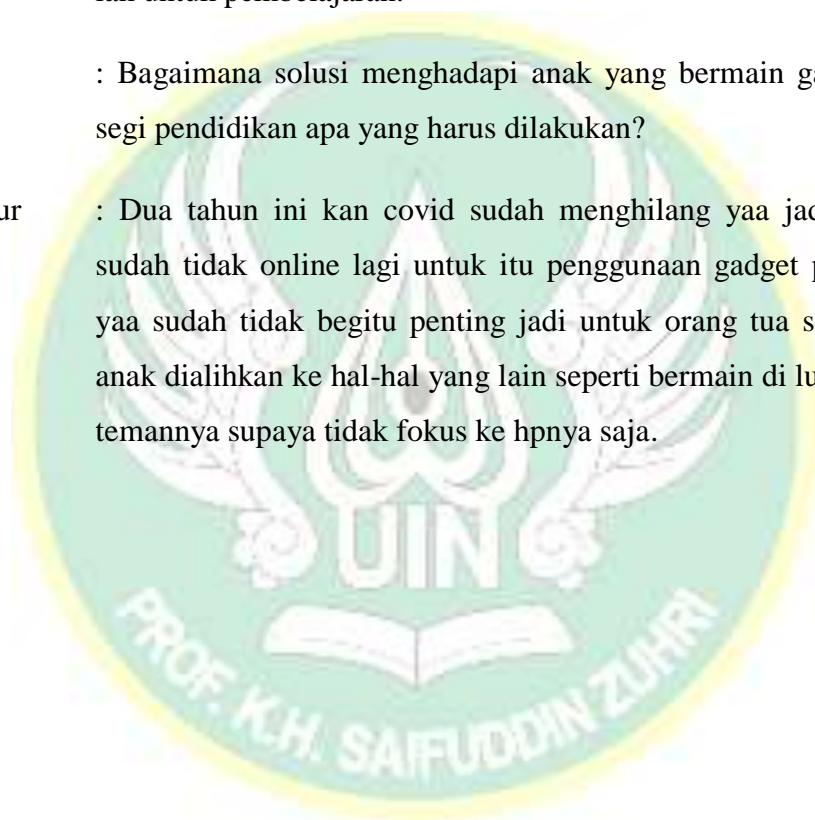 : Bagaimana solusi menghadapi anak yang bermain
segi pendidikan apa yang harus dilakukan?
ur : Dua tahun ini kan covid sudah menghilang yaa
sudah tidak online lagi untuk itu penggunaan gadget
yaa sudah tidak begitu penting jadi untuk orang tua
anak dialihkan ke hal-hal yang lain seperti bermain di
temannya supaya tidak fokus ke hpnya saja.
UIN
PROF. K.H. SAIFUDDIN ZUHRI